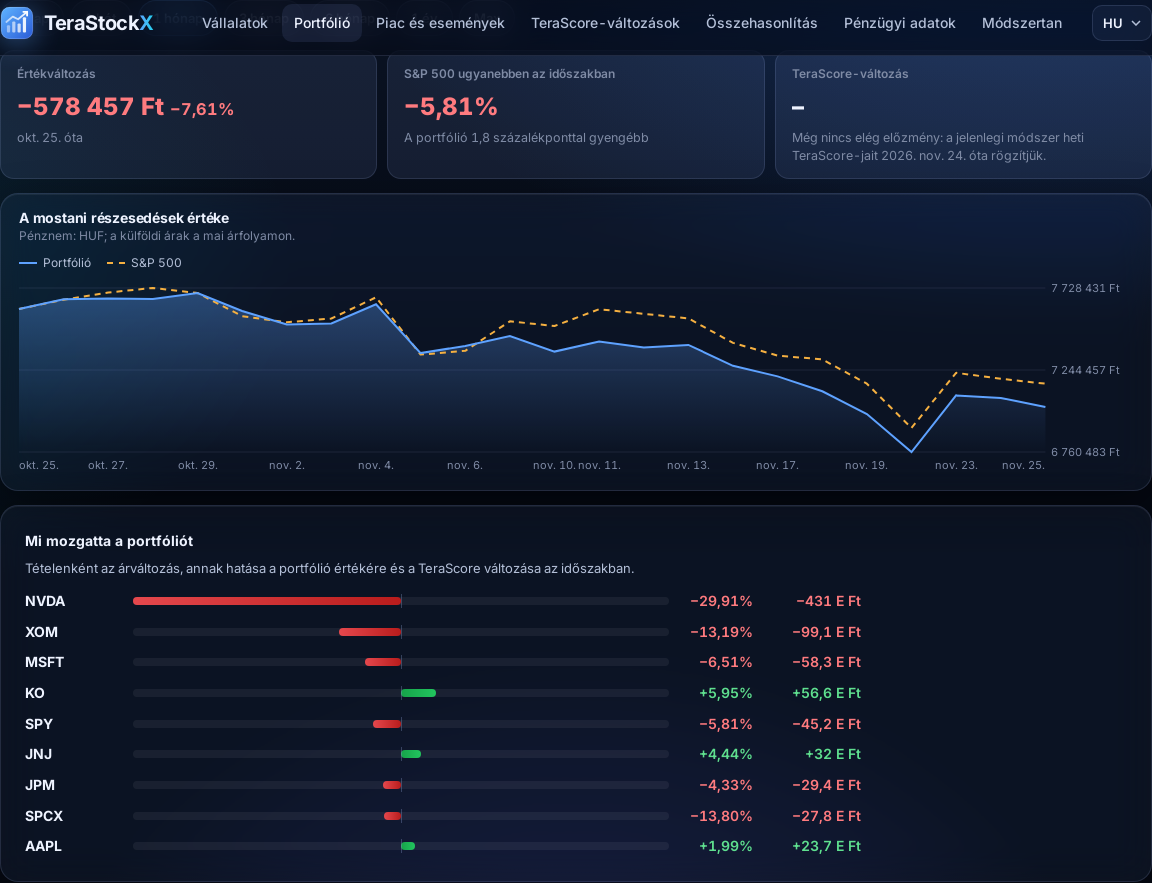 TeraStockX
Vállalatok
Portfólió
Piac és események
TeraScore-változások
Összehasonlítás
Pénzügyi adatok
Módszertan
HU
Értékváltozás
−578 457 Ft −7,61%
okt. 25. óta
S&P 500 ugyanebben az időszakban
−5,81%
A portfólió 1,8 százalékponttal gyengébb
TeraScore-változás
–
Még nincs elég előzmény: a jelenlegi módszer heti
TeraScore-jait 2026. nov. 24. óta rögzítjük.
A mostani részesedések értéke
Pénznem: HUF; a külföldi árak a mai árfolyamon.
Portfólió
S&P 500
7 728 431 Ft
7 244 457 Ft
6 760 483 Ft
okt. 25. okt. 27. okt. 29. nov. 2. nov. 4. nov. 6. nov. 10. nov. 11. nov. 13. nov. 17. nov. 19. nov. 23. nov. 25.
Mi mozgatta a portfóliót
Tételenként az árváltozás, annak hatása a portfólió értékére és a TeraScore változása az időszakban.
NVDA −29,91% −431 E Ft
XOM −13,19% −99,1 E Ft
MSFT −6,51% −58,3 E Ft
KO +5,95% +56,6 E Ft
SPY −5,81% −45,2 E Ft
JNJ +4,44% +32 E Ft
JPM −4,33% −29,4 E Ft
SPCX −13,80% −27,8 E Ft
AAPL +1,99% +23,7 E Ft